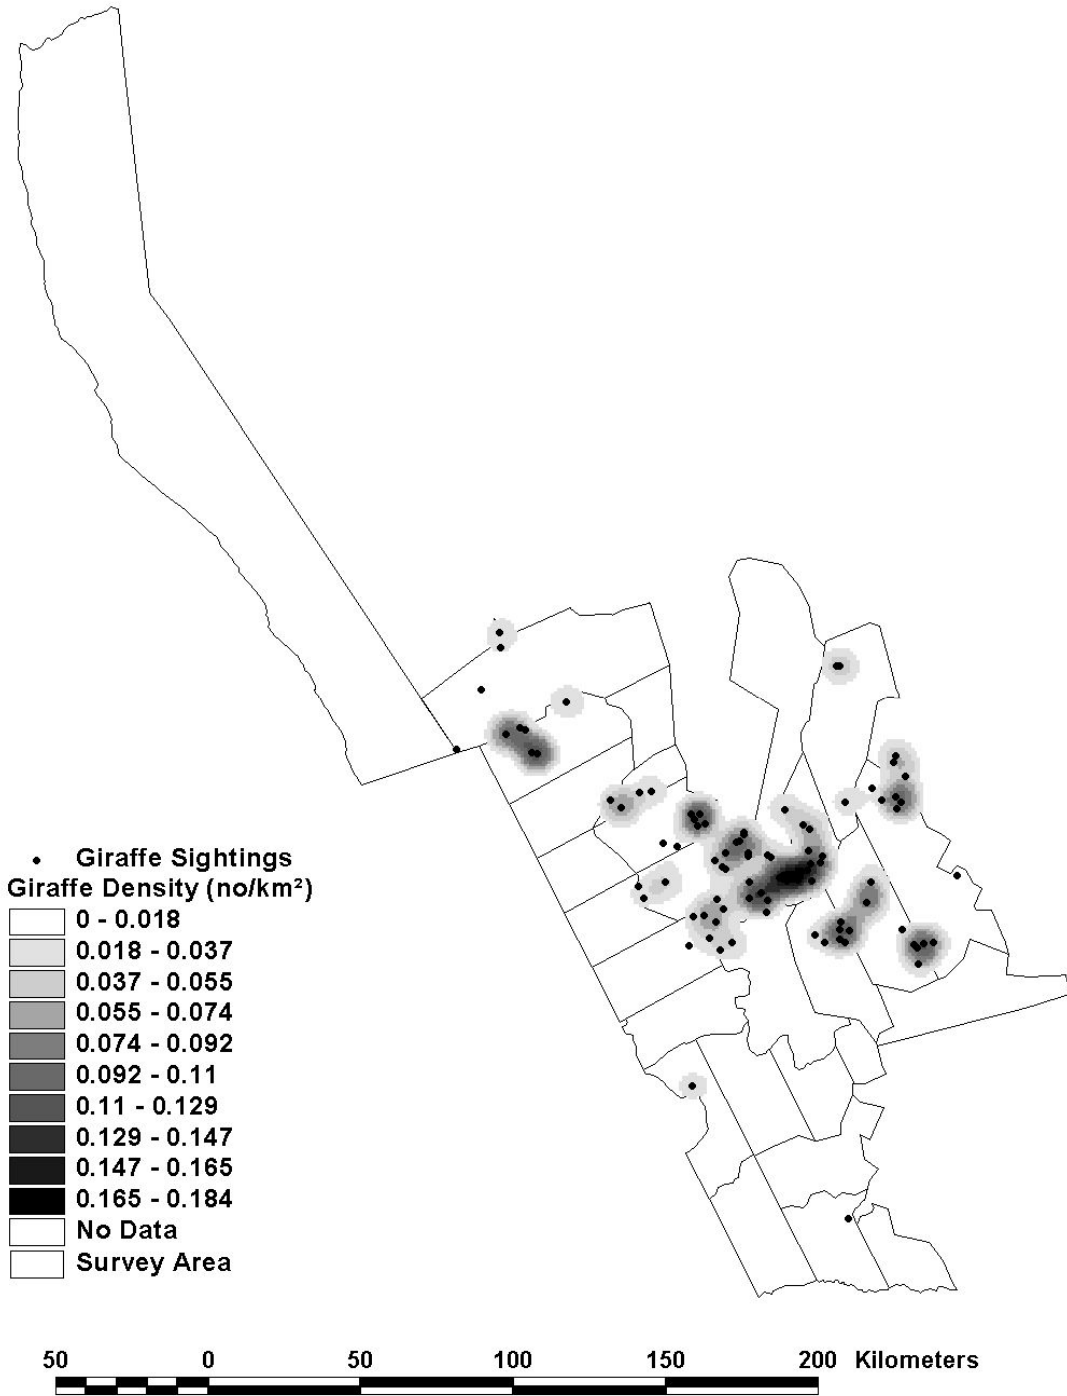 Giraffe Sightings
Giraffe Density (no/km²)
0 - 0.018
0.018 - 0.037
0.037 - 0.055
0.055 - 0.074
0.074 - 0.092
0.092 - 0.11
0.11 - 0.129
0.129 - 0.147
0.147 - 0.165
0.165 - 0.184
No Data
Survey Area
50 0 50 100 150 200 Kilometers